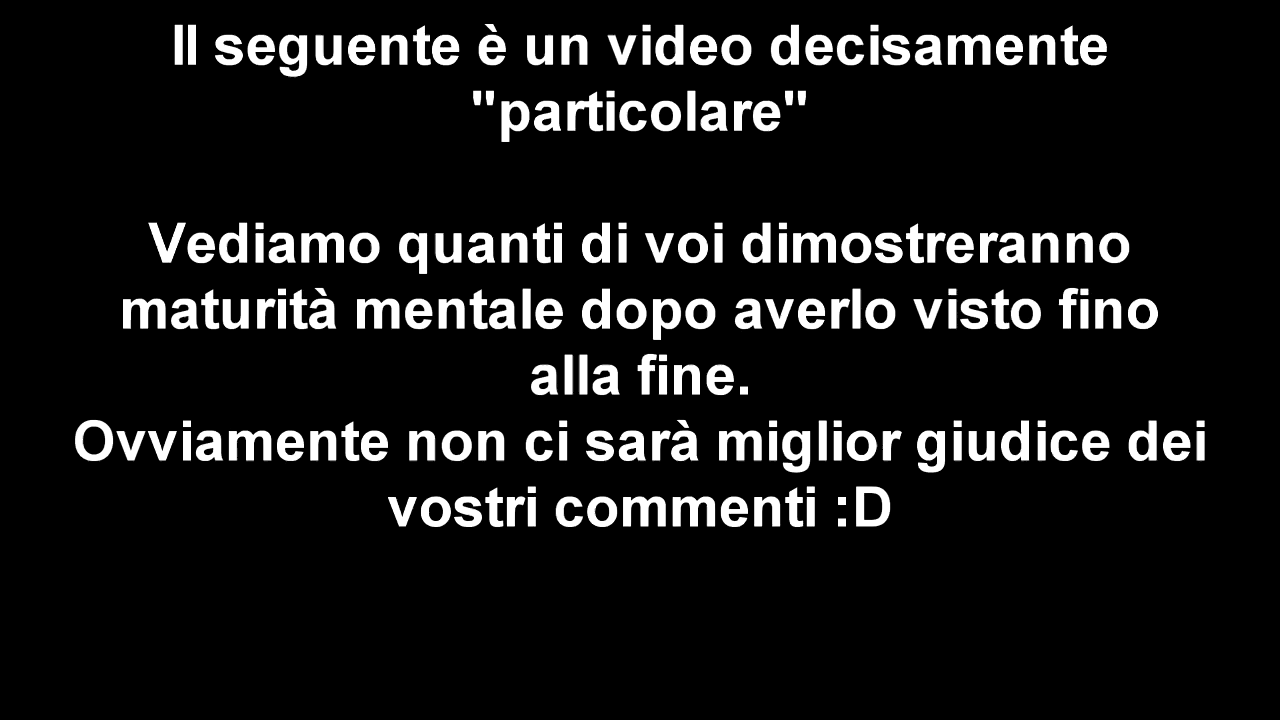 Il seguente è un video decisamente
"particolare"
Vediamo quanti di voi dimostreranno
maturità mentale dopo averlo visto fino
alla fine.
Ovviamente non ci sarà miglior giudice dei
vostri commenti :D